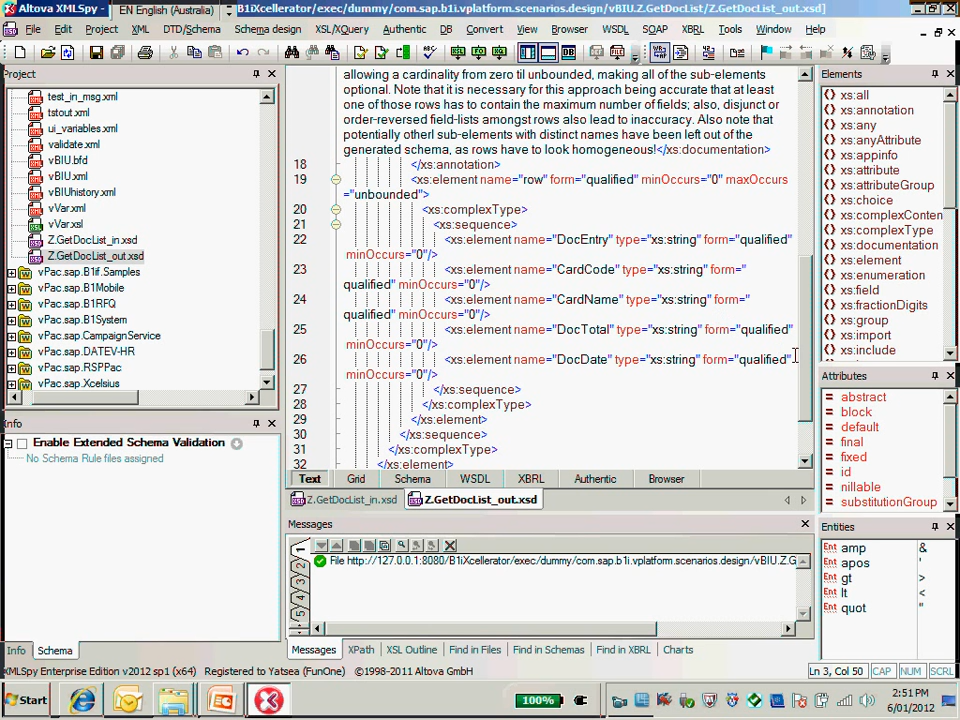 Altova XMLSpy -
EN English (Australia)
B1iXcellerator/exec/dummy/com.sap.b1i.vplatform.scenarios.design/vBIU.Z.GetDocList/Z.GetDocList_out.xsd]
File Edit Project XML DTD/Schema Schema design XSL/XQuery Authentic DB Convert View Browser WSDL SOAP XBRL Tools Window Help
Project
test_in_msg.xml
tstout.xml
ui_variables.xml
validate.xml
vBIU.bfd
vBIU.xml
vBIUhistory.xml
vVar.xml
vVar.xsl
Z.GetDocList_in.xsd
Z.GetDocList_out.xsd
vPac.sap.B1if.Samples
vPac.sap.B1Mobile
vPac.sap.B1RFQ
vPac.sap.B1System
vPac.sap.CampaignService
vPac.sap.DATEV-HR
vPac.sap.RSPPac
vPac.sap.Xcelsius
Info
Enable Extended Schema Validation
No Schema Rule files assigned
Info Schema
allowing a cardinality from zero til unbounded, making all of the sub-elements
optional. Note that it is necessary for this approach being accurate that at least
one of those rows has to contain the maximum number of fields; also, disjunct or
order-reversed field-lists amongst rows also lead to inaccuracy. Also note that
potentially otherl sub-elements with distinct names have been left out of the
generated schema, as rows have to look homogeneous!</xs:documentation>
18 </xs:annotation>
19 <xs:element name="row" form="qualified" minOccurs="0" maxOccurs
="unbounded">
20 <xs:complexType>
21 <xs:sequence>
22 <xs:element name="DocEntry" type="xs:string" form="qualified"
minOccurs="0"/>
23 <xs:element name="CardCode" type="xs:string" form="
qualified" minOccurs="0"/>
24 <xs:element name="CardName" type="xs:string" form="
qualified" minOccurs="0"/>
25 <xs:element name="DocTotal" type="xs:string" form="qualified"
minOccurs="0"/>
26 <xs:element name="DocDate" type="xs:string" form="qualified"
minOccurs="0"/>
27 </xs:sequence>
28 </xs:complexType>
29 </xs:element>
30 </xs:sequence>
31 </xs:complexType>
32 </xs:element>
Text Grid Schema WSDL XBRL Authentic Browser
Z.GetDocList_in.xsd Z.GetDocList_out.xsd
Messages
1
2
3
4
5
File http://127.0.0.1:8080/B1iXcellerator/exec/dummy/com.sap.b1i.vplatform.scenarios.design/vBIU.Z.G
Messages XPath XSL Outline Find in Files Find in Schemas Find in XBRL Charts
Elements
xs:all
xs:annotation
xs:any
xs:anyAttribute
xs:appinfo
xs:attribute
xs:attributeGroup
xs:choice
xs:complexConten
xs:complexType
xs:documentation
xs:element
xs:enumeration
xs:field
xs:fractionDigits
xs:group
xs:import
xs:include
Attributes
abstract
block
default
final
fixed
id
nillable
substitutionGroup
Entities
Ent amp &
Ent apos '
Ent gt >
Ent lt <
Ent quot "
XMLSpy Enterprise Edition v2012 sp1 (x64) Registered to Yatsea (FunOne) ©1998-2011 Altova GmbH
Ln 3, Col 50 CAP NUM SCRL
Start
100%
2:51 PM
6/01/2012